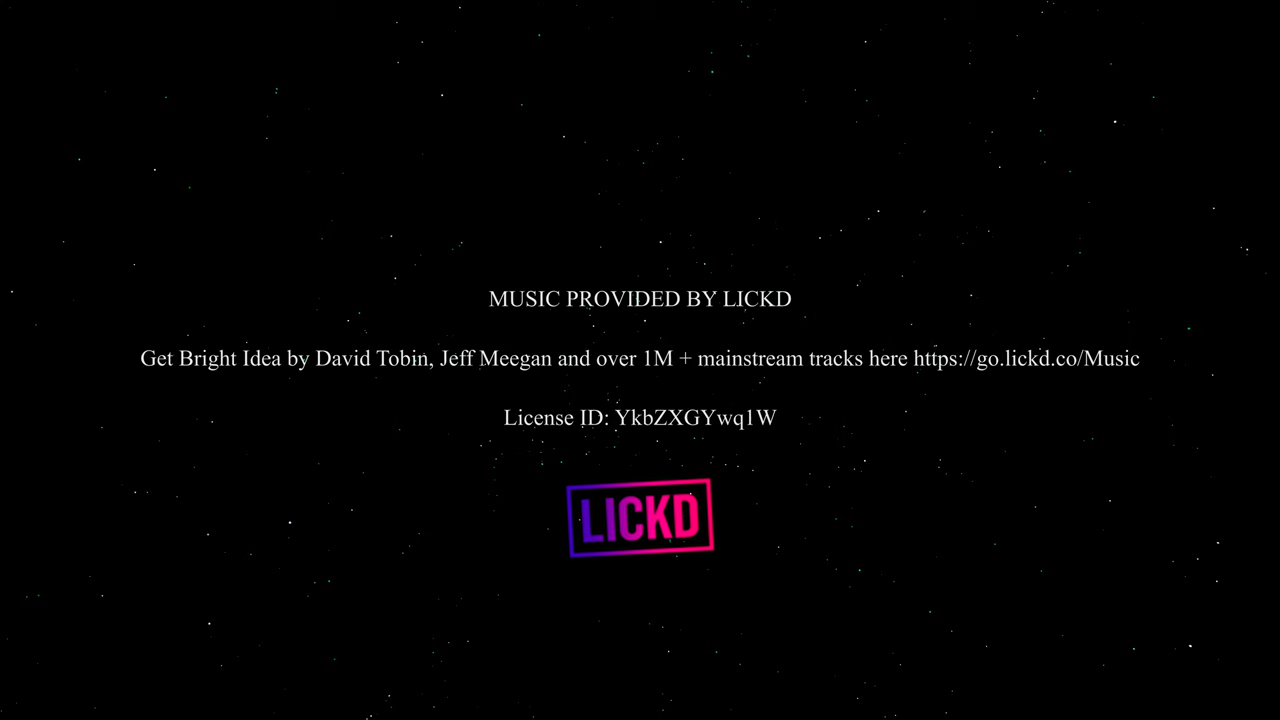 MUSIC PROVIDED BY LICKD
Get Bright Idea by David Tobin, Jeff Meegan and over 1M + mainstream tracks here https://go.lickd.co/Music
License ID: YkbZXGYwq1W
LICKD